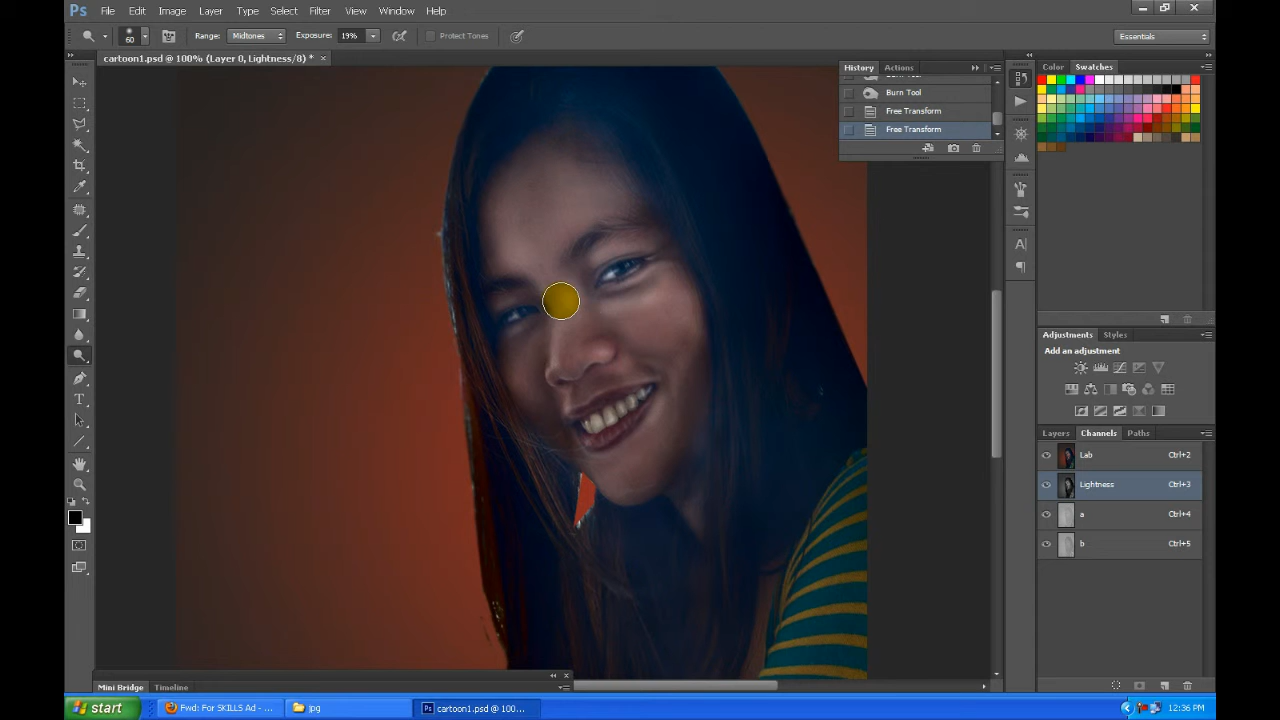 Ps File Edit Image Layer Type Select Filter View Window Help
60 Range: Midtones Exposure: 19% Protect Tones Essentials
cartoon1.psd @ 100% (Layer 0, Lightness/8) * ×
History Actions
Burn Tool
Free Transform
Free Transform
Color Swatches
Adjustments Styles
Add an adjustment
Layers Channels Paths
Lab Ctrl+2
Lightness Ctrl+3
a Ctrl+4
b Ctrl+5
Mini Bridge Timeline
start Fwd: For SKILLS Ad - ... jpg cartoon1.psd @ 100... 12:36 PM